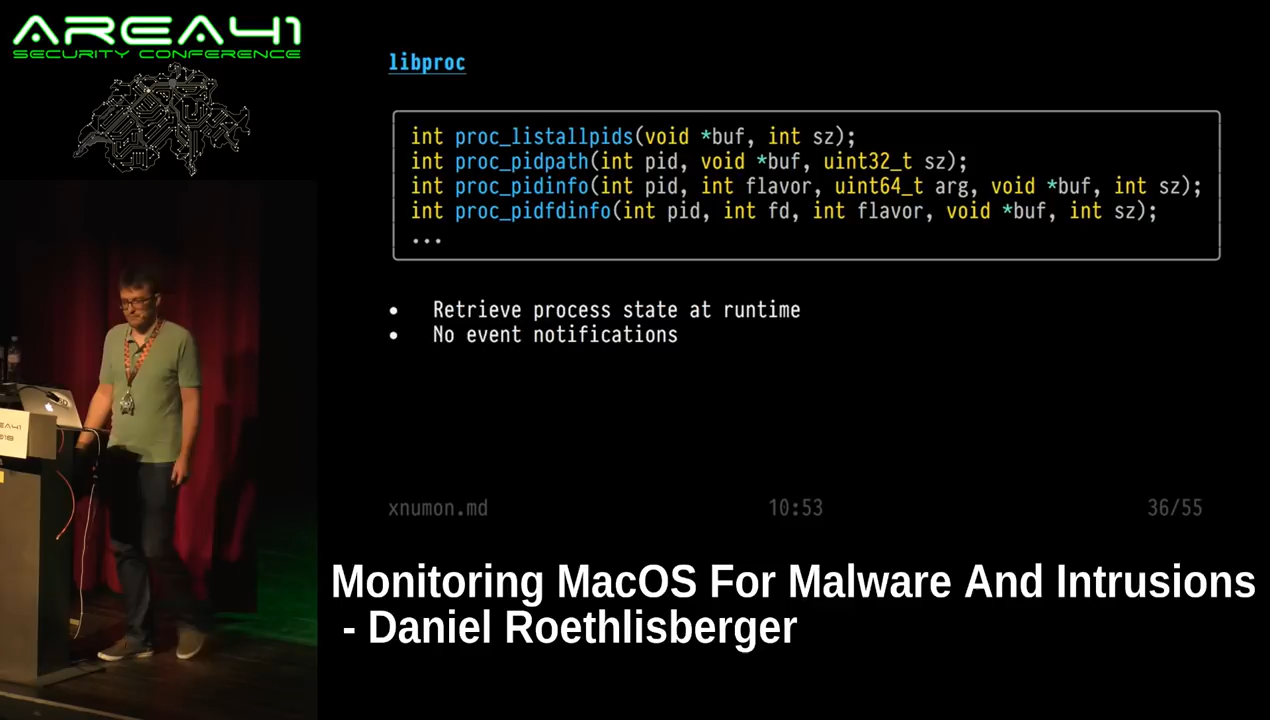 AREA41
SECURITY CONFERENCE
libproc
int proc_listallpids(void *buf, int sz);
int proc_pidpath(int pid, void *buf, uint32_t sz);
int proc_pidinfo(int pid, int flavor, uint64_t arg, void *buf, int sz);
int proc_pidfdinfo(int pid, int fd, int flavor, void *buf, int sz);
...
• Retrieve process state at runtime
• No event notifications
xnumon.md 10:53 36/55
Monitoring MacOS For Malware And Intrusions
- Daniel Roethlisberger